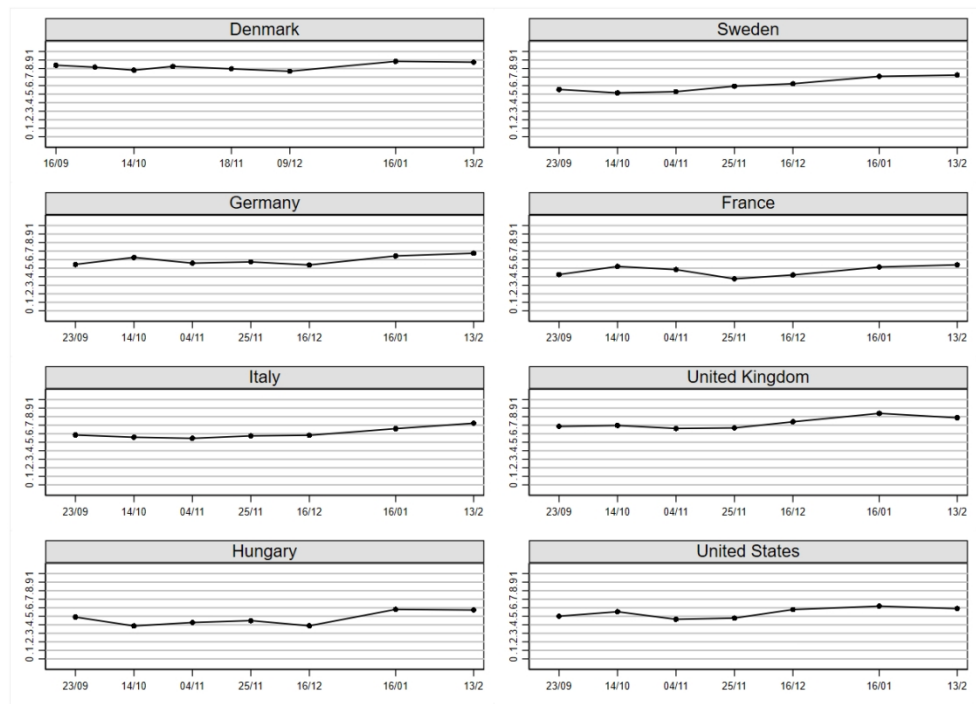 Denmark
0 .1 .2 .3 .4 .5 .6 .7 .8 .9 1
16/09 14/10 18/11 09/12 16/01 13/2
Sweden
0 .1 .2 .3 .4 .5 .6 .7 .8 .9 1
23/09 14/10 04/11 25/11 16/12 16/01 13/2
Germany
0 .1 .2 .3 .4 .5 .6 .7 .8 .9 1
23/09 14/10 04/11 25/11 16/12 16/01 13/2
France
0 .1 .2 .3 .4 .5 .6 .7 .8 .9 1
23/09 14/10 04/11 25/11 16/12 16/01 13/2
Italy
0 .1 .2 .3 .4 .5 .6 .7 .8 .9 1
23/09 14/10 04/11 25/11 16/12 16/01 13/2
United Kingdom
0 .1 .2 .3 .4 .5 .6 .7 .8 .9 1
23/09 14/10 04/11 25/11 16/12 16/01 13/2
Hungary
0 .1 .2 .3 .4 .5 .6 .7 .8 .9 1
23/09 14/10 04/11 25/11 16/12 16/01 13/2
United States
0 .1 .2 .3 .4 .5 .6 .7 .8 .9 1
23/09 14/10 04/11 25/11 16/12 16/01 13/2